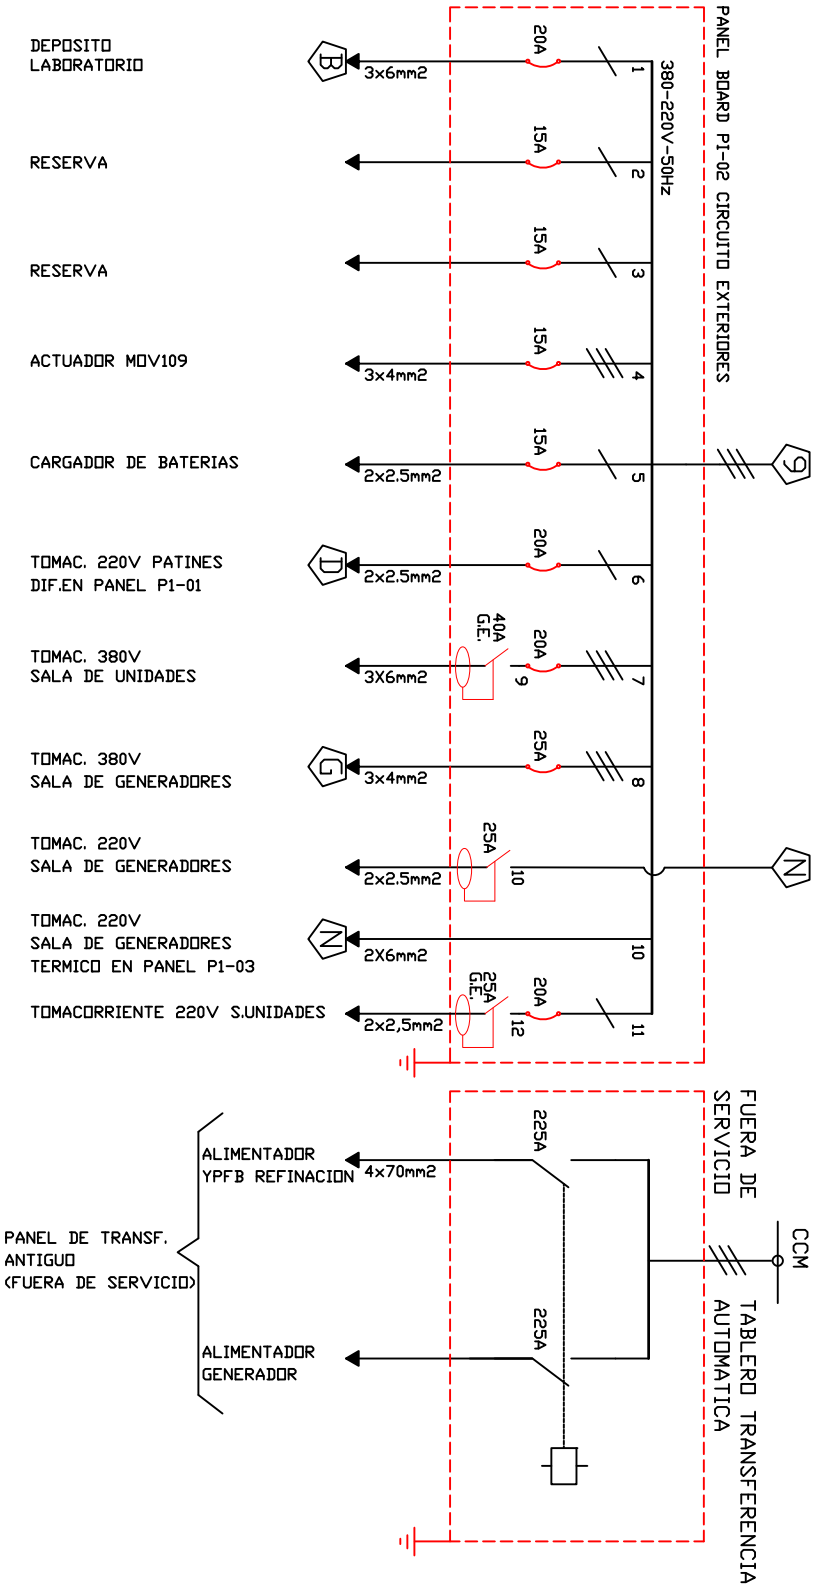 PANEL BOARD PI-02 CIRCUITO EXTERIORES
380-220V-50Hz
9
N
DEPOSITO
LABORATORIO
B
3x6mm2
20A
1
RESERVA
15A
2
RESERVA
15A
3
ACTUADOR MOV109
3x4mm2
15A
4
CARGADOR DE BATERIAS
2x2.5mm2
15A
5
TOMAC. 220V PATINES
DIF.EN PANEL P1-01
D
2x2.5mm2
20A
6
TOMAC. 380V
SALA DE UNIDADES
3X6mm2
40A
G.E.
9
20A
7
TOMAC. 380V
SALA DE GENERADORES
G
3x4mm2
25A
8
TOMAC. 220V
SALA DE GENERADORES
2x2.5mm2
25A
10
TOMAC. 220V
SALA DE GENERADORES
TERMICO EN PANEL P1-03
N
2X6mm2
10
TOMACORRIENTE 220V S.UNIDADES
2x2,5mm2
25A
G.E.
12
20A
11
FUERA DE
SERVICIO
CCM
TABLERO TRANSFERENCIA
AUTOMATICA
225A
ALIMENTADOR
YPFB REFINACION
4x70mm2
PANEL DE TRANSF.
ANTIGUO
(FUERA DE SERVICIO)
225A
ALIMENTADOR
GENERADOR